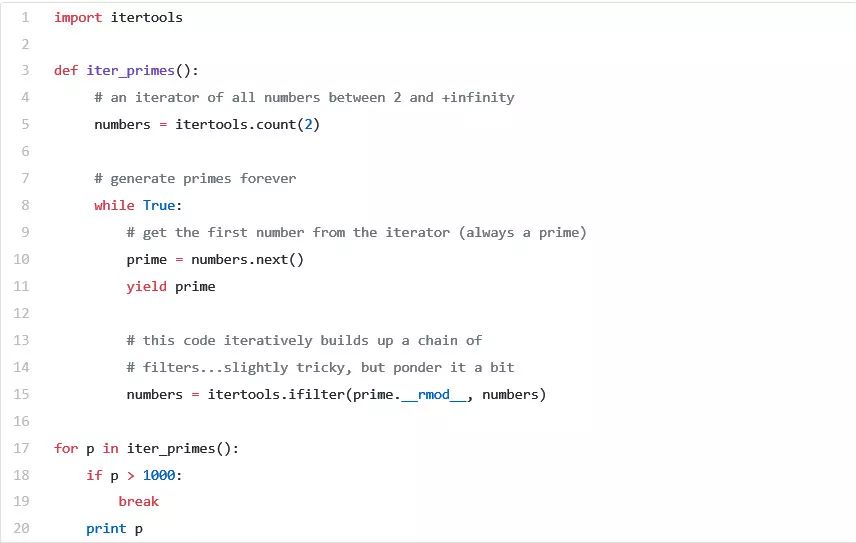 1 import itertools
2
3 def iter_primes():
4 # an iterator of all numbers between 2 and +infinity
5 numbers = itertools.count(2)
6
7 # generate primes forever
8 while True:
9 # get the first number from the iterator (always a prime)
10 prime = numbers.next()
11 yield prime
12
13 # this code iteratively builds up a chain of
14 # filters...slightly tricky, but ponder it a bit
15 numbers = itertools.ifilter(prime.__rmod__, numbers)
16
17 for p in iter_primes():
18 if p > 1000:
19 break
20 print p